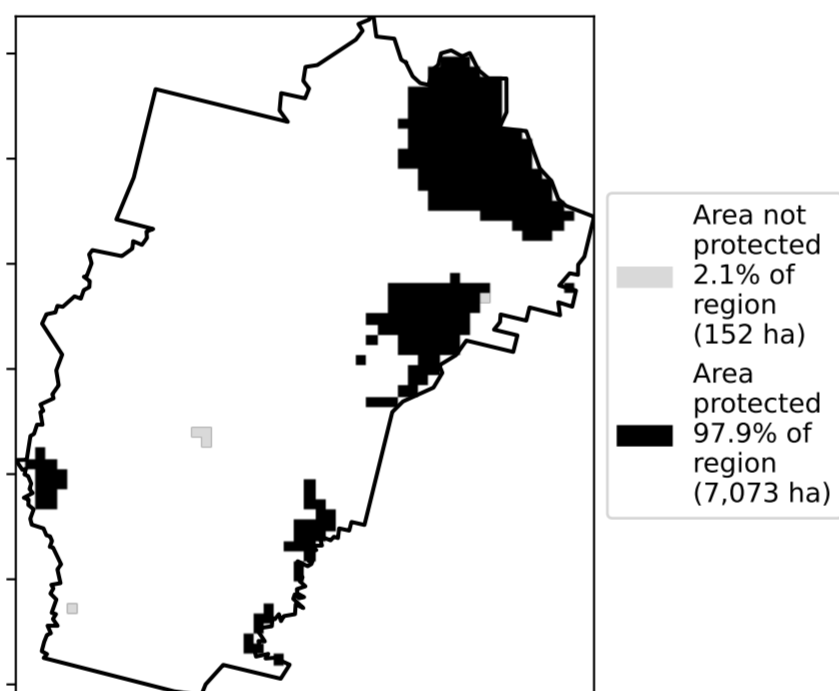 Area not
protected
2.1% of
region
(152 ha)
Area
protected
97.9% of
region
(7,073 ha)